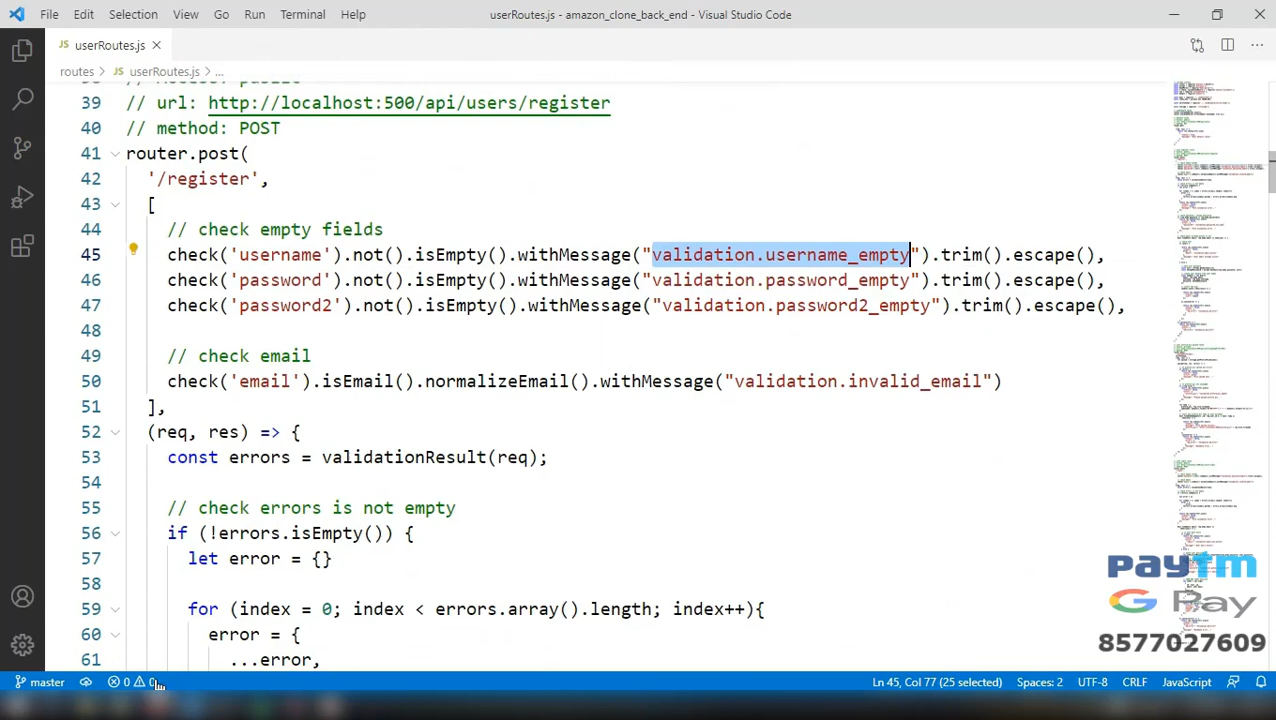 File Edit Selection View Go Run Terminal Help userRoutes.js - amazon_clone_back_end - Visual Studio Code
JS userRoutes.js
routes > JS userRoutes.js > ...
39 // url: http://localhost:500/api/user/register
40 // method: POST
41 router.post(
42 '/register',
43 [
44 // check empty fields
45 check('username').not().isEmpty().withMessage("validation.username_empty").trim().escape(),
46 check('password').not().isEmpty().withMessage("validation.password_empty").trim().escape(),
47 check('password2').not().isEmpty().withMessage("validation.password2_empty").trim().escape(),
48
49 // check email
50 check('email').isEmail().normalizeEmail().withMessage("validation.invalid_email")
51 ],
52 (req, res) => {
53 const errors = validationResult(req);
54
55 // check errors is not empty
56 if (!errors.isEmpty()) {
57 let error = {};
58
59 for (index = 0; index < errors.array().length; index++){
60 error = {
61 ...error,
paytm
G Pay
8577027609
master 0 0 Ln 45, Col 77 (25 selected) Spaces: 2 UTF-8 CRLF JavaScript